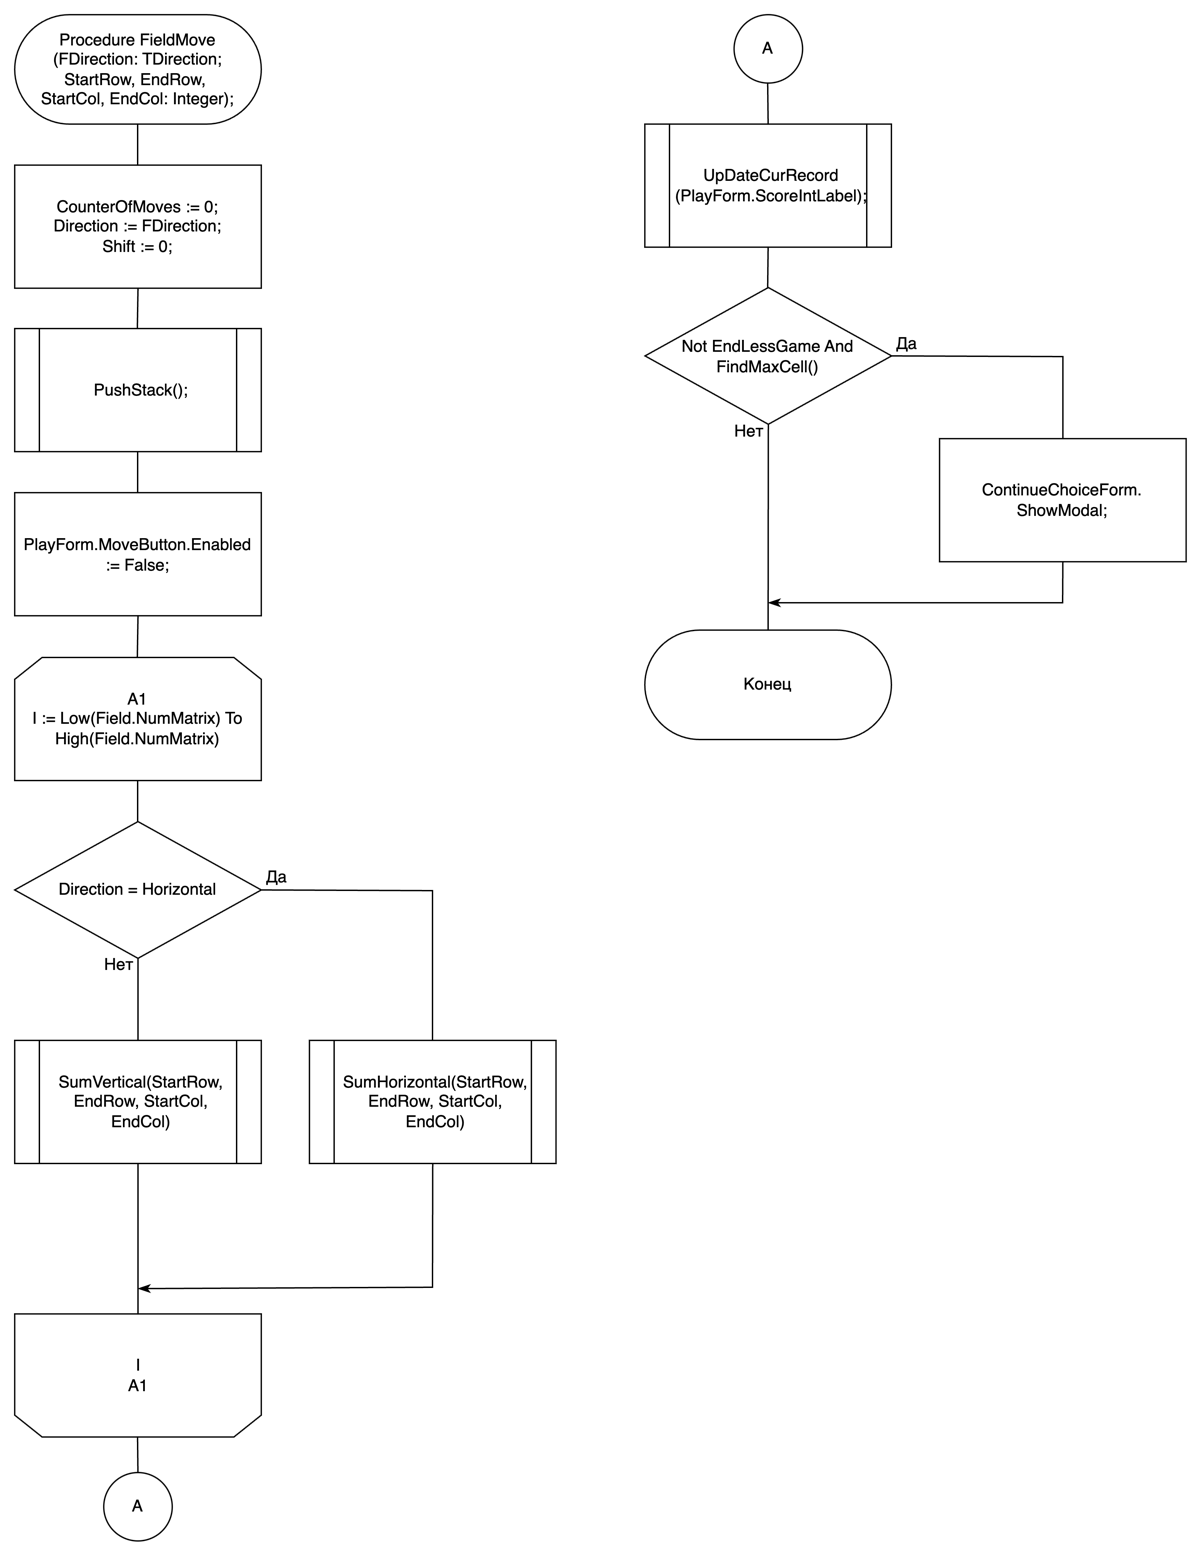 Procedure FieldMove
(FDirection: TDirection;
StartRow, EndRow,
StartCol, EndCol: Integer);
CounterOfMoves := 0;
Direction := FDirection;
Shift := 0;
PushStack();
PlayForm.MoveButton.Enabled
:= False;
A1
I := Low(Field.NumMatrix) To
High(Field.NumMatrix)
Direction = Horizontal
Да
Нет
SumVertical(StartRow,
EndRow, StartCol,
EndCol)
SumHorizontal(StartRow,
EndRow, StartCol,
EndCol)
I
A1
A
A
UpDateCurRecord
(PlayForm.ScoreIntLabel);
Not EndLessGame And
FindMaxCell()
Да
Нет
ContinueChoiceForm.
ShowModal;
Конец